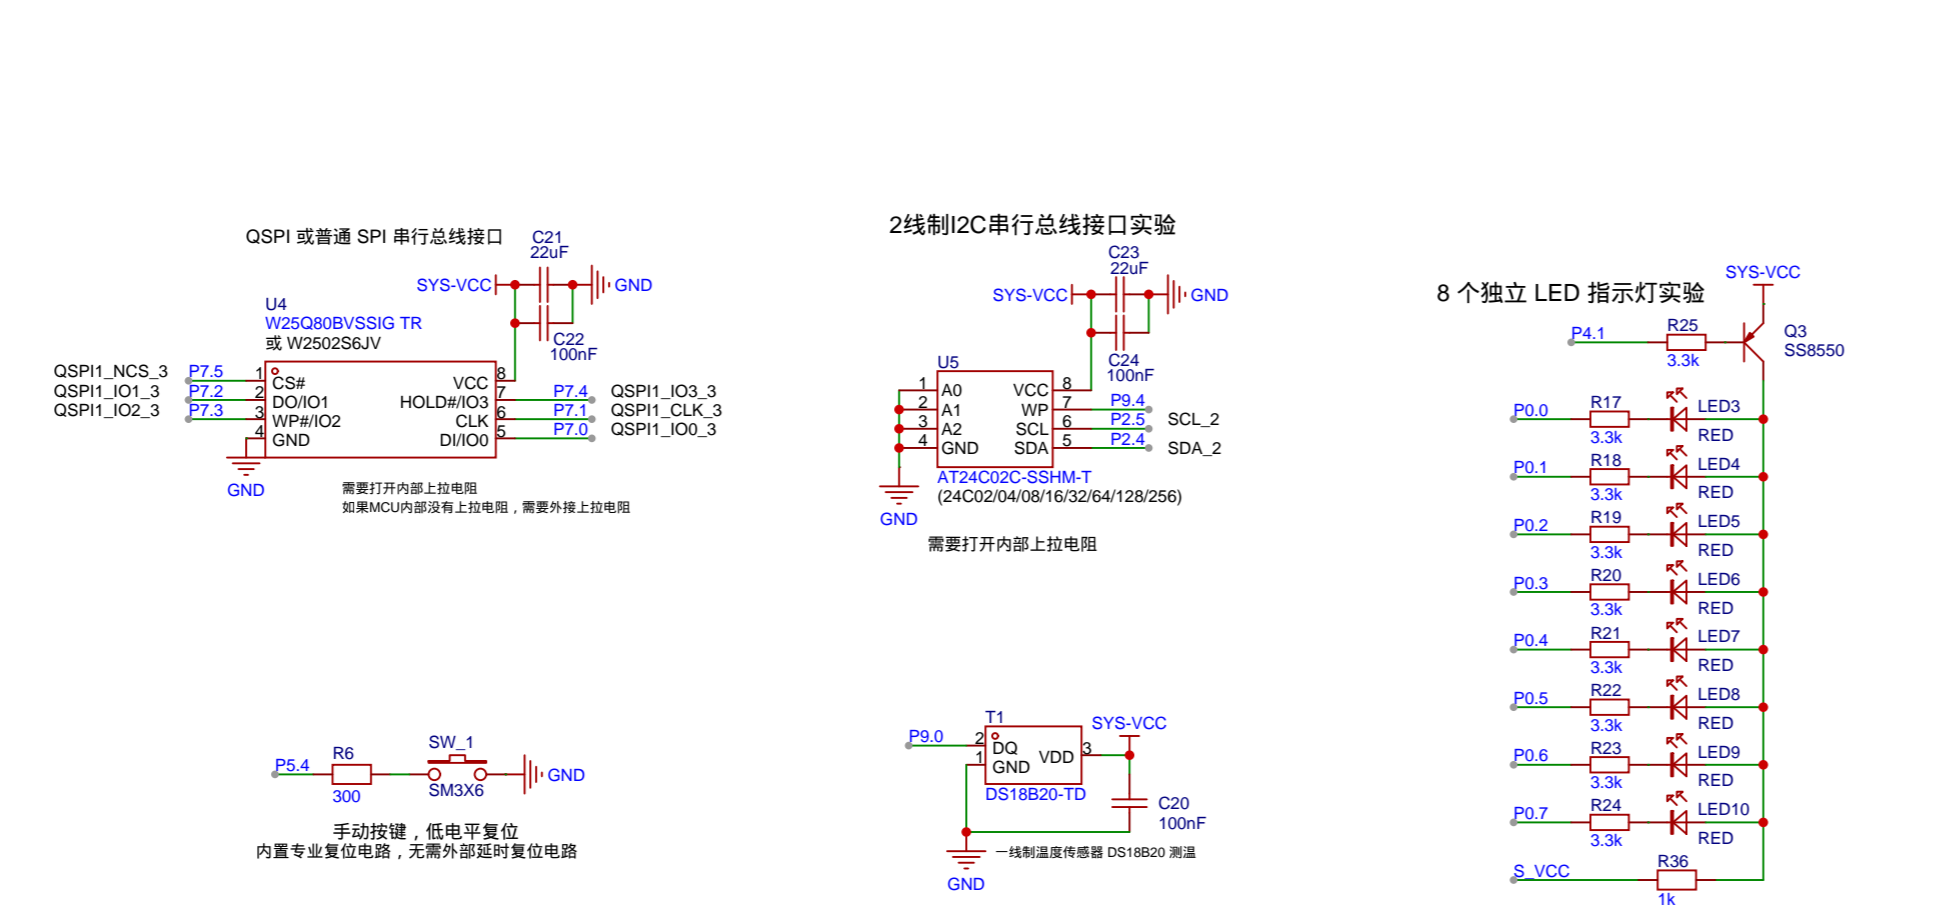 QSPI 或普通 SPI 串行总线接口
C21
22uF
SYS-VCC
GND
C22
100nF
U4
W25Q80BVSSIG TR
或 W2502S6JV
QSPI1_NCS_3 P7.5 1 CS# VCC 8
QSPI1_IO1_3 P7.2 2 DO/IO1 HOLD#/IO3 7 P7.4 QSPI1_IO3_3
QSPI1_IO2_3 P7.3 3 WP#/IO2 CLK 6 P7.1 QSPI1_CLK_3
4 GND DI/IO0 5 P7.0 QSPI1_IO0_3
GND
需要打开内部上拉电阻
如果MCU内部没有上拉电阻，需要外接上拉电阻
2线制I2C串行总线接口实验
C23
22uF
SYS-VCC
GND
C24
100nF
U5
1 A0 VCC 8
2 A1 WP 7 P9.4
3 A2 SCL 6 P2.5 SCL_2
4 GND SDA 5 P2.4 SDA_2
AT24C02C-SSHM-T
(24C02/04/08/16/32/64/128/256)
GND
需要打开内部上拉电阻
8 个独立 LED 指示灯实验
SYS-VCC
P4.1 R25
3.3k
Q3
SS8550
P0.0 R17 LED3
3.3k RED
P0.1 R18 LED4
3.3k RED
P0.2 R19 LED5
3.3k RED
P0.3 R20 LED6
3.3k RED
P0.4 R21 LED7
3.3k RED
P0.5 R22 LED8
3.3k RED
P0.6 R23 LED9
3.3k RED
P0.7 R24 LED10
3.3k RED
S_VCC R36
1k
P5.4 R6
300
SW_1
SM3X6
GND
手动按键，低电平复位
内置专业复位电路，无需外部延时复位电路
T1
SYS-VCC
P9.0 2 DQ VDD 3
1 GND
DS18B20-TD
C20
100nF
一线制温度传感器 DS18B20 测温
GND